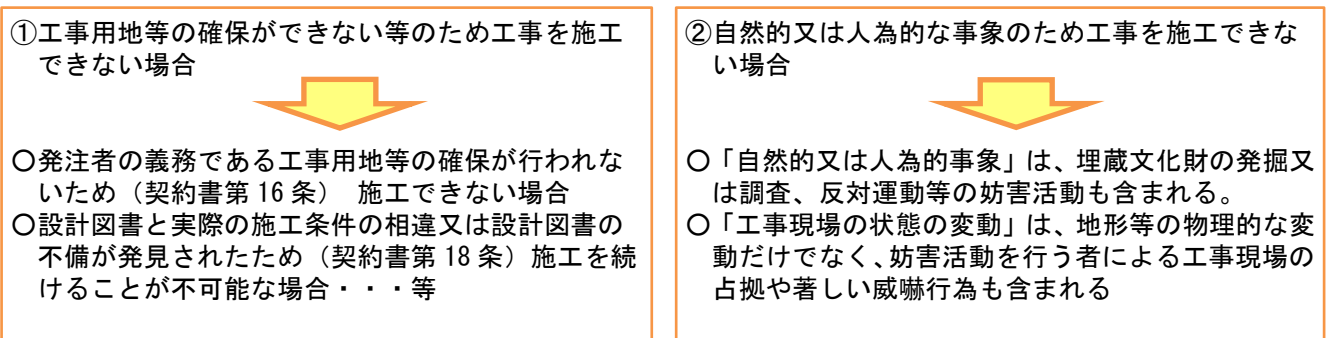 ①工事用地等の確保ができない等のため工事を施工
できない場合
〇発注者の義務である工事用地等の確保が行われな
いため（契約書第 16 条） 施工できない場合
〇設計図書と実際の施工条件の相違又は設計図書の
不備が発見されたため（契約書第 18 条）施工を続
けることが不可能な場合・・・等
②自然的又は人為的な事象のため工事を施工できな
い場合
〇「自然的又は人為的事象」は、埋蔵文化財の発掘又
は調査、反対運動等の妨害活動も含まれる。
〇「工事現場の状態の変動」は、地形等の物理的な変
動だけでなく、妨害活動を行う者による工事現場の
占拠や著しい威嚇行為も含まれる